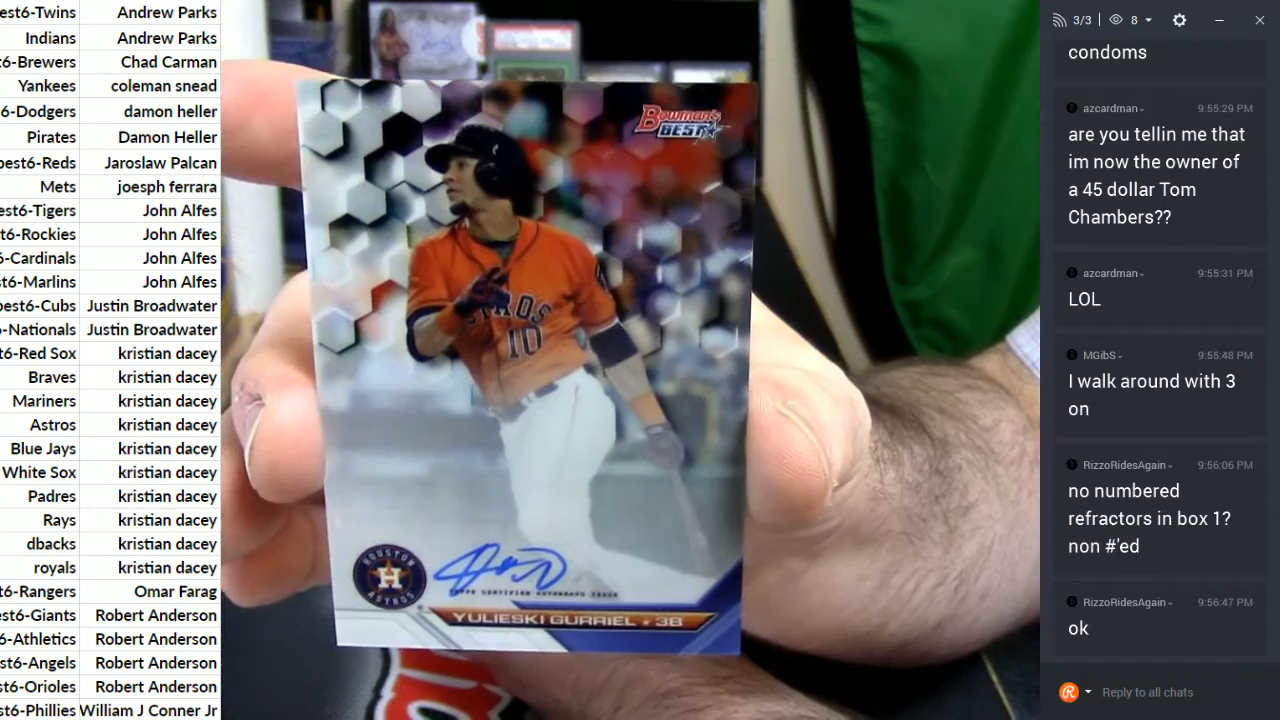 est6-Twins Andrew Parks
Indians Andrew Parks
t6-Brewers Chad Carman
Yankees coleman snead
6-Dodgers damon heller
Pirates Damon Heller
best6-Reds Jaroslaw Palcan
Mets joesph ferrara
est6-Tigers John Alfes
t6-Rockies John Alfes
6-Cardinals John Alfes
st6-Marlins John Alfes
best6-Cubs Justin Broadwater
6-Nationals Justin Broadwater
t6-Red Sox kristian dacey
Braves kristian dacey
Mariners kristian dacey
Astros kristian dacey
Blue Jays kristian dacey
White Sox kristian dacey
Padres kristian dacey
Rays kristian dacey
dbacks kristian dacey
royals kristian dacey
t6-Rangers Omar Farag
est6-Giants Robert Anderson
6-Athletics Robert Anderson
st6-Angels Robert Anderson
st6-Orioles Robert Anderson
st6-Phillies William J Conner Jr
Bowman's
BEST
TROS
10
HOUSTON
H
ASTROS
TOPPS CERTIFIED AUTOGRAPH ISSUE
YULIESKI GURRIEL ★ 3B
3/3 8
condoms
azcardman 9:55:29 PM
are you tellin me that
im now the owner of
a 45 dollar Tom
Chambers??
azcardman 9:55:31 PM
LOL
MGibS 9:55:48 PM
I walk around with 3
on
RizzoRidesAgain 9:56:06 PM
no numbered
refractors in box 1?
non #'ed
RizzoRidesAgain 9:56:47 PM
ok
Reply to all chats